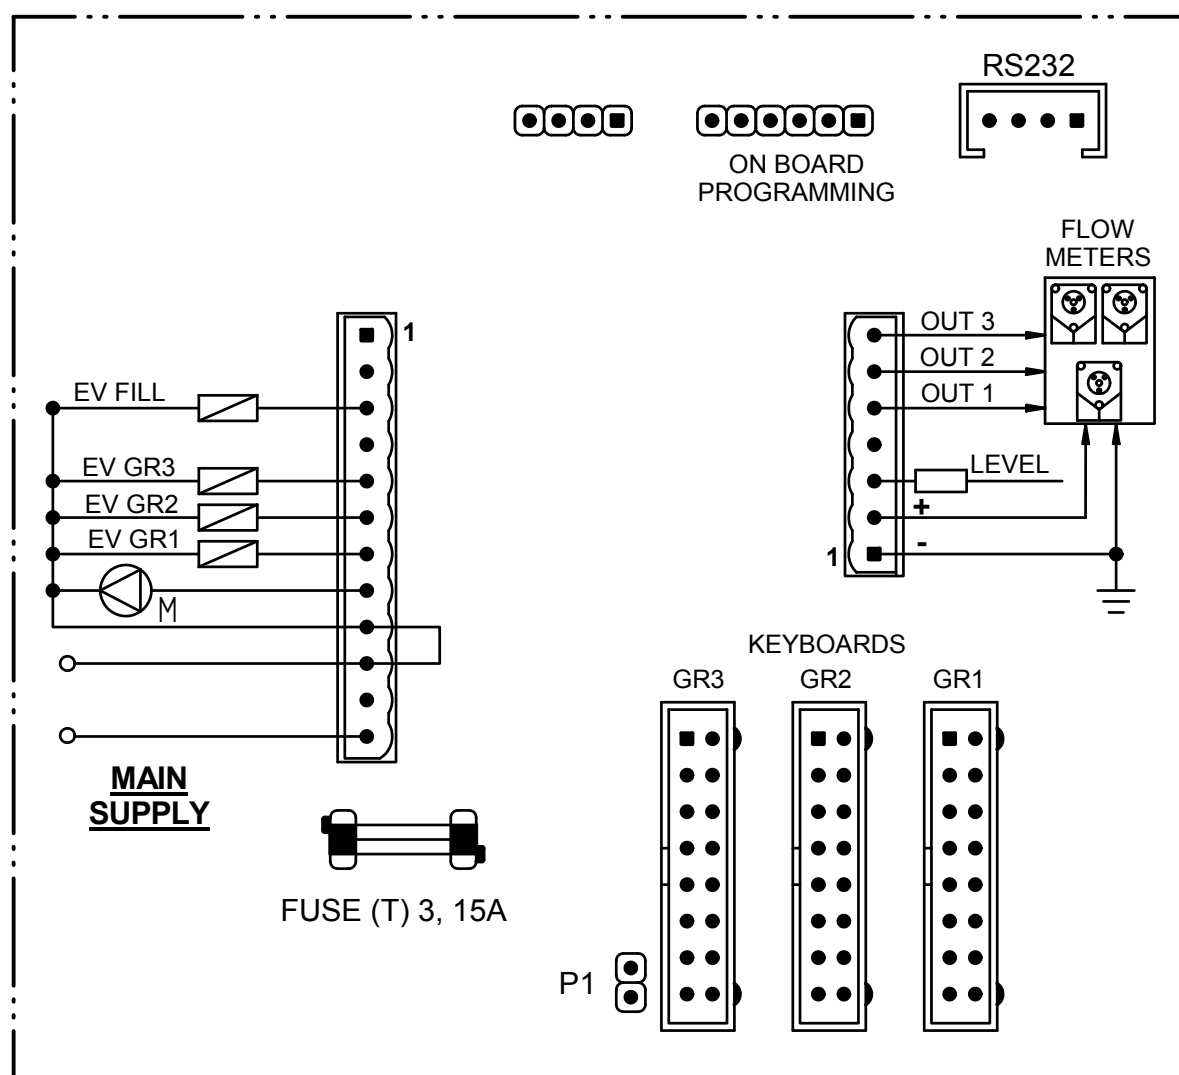 RS232
ON BOARD
PROGRAMMING
FLOW
METERS
1
OUT 3
OUT 2
OUT 1
EV FILL
EV GR3
EV GR2
EV GR1
M
LEVEL
+
-
1
KEYBOARDS
GR3 GR2 GR1
MAIN
SUPPLY
FUSE (T) 3, 15A
P1